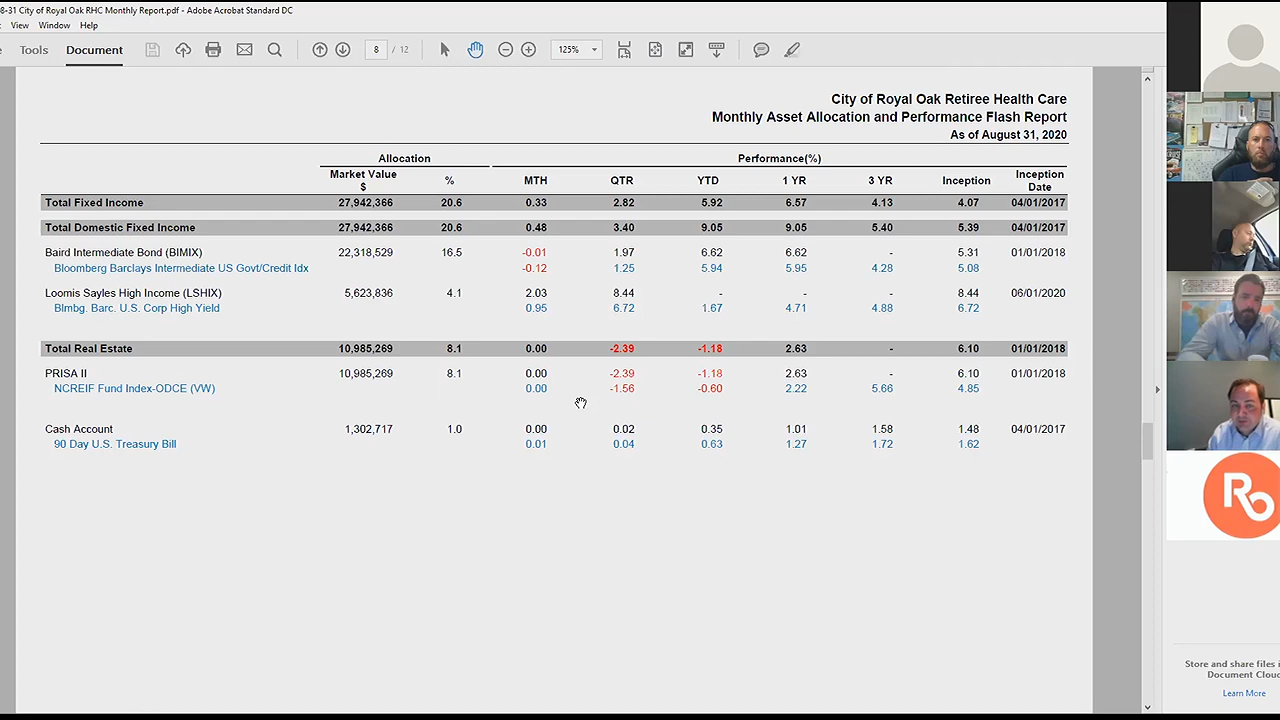 8-31 City of Royal Oak RHC Monthly Report.pdf - Adobe Acrobat Standard DC
View Window Help
Tools Document 8 / 12 125%
City of Royal Oak Retiree Health Care
Monthly Asset Allocation and Performance Flash Report
As of August 31, 2020
Allocation Performance(%)
Market Value $ % MTH QTR YTD 1 YR 3 YR Inception Inception Date
Total Fixed Income 27,942,366 20.6 0.33 2.82 5.92 6.57 4.13 4.07 04/01/2017
Total Domestic Fixed Income 27,942,366 20.6 0.48 3.40 9.05 9.05 5.40 5.39 04/01/2017
Baird Intermediate Bond (BIMIX) 22,318,529 16.5 -0.01 1.97 6.62 6.62 - 5.31 01/01/2018
Bloomberg Barclays Intermediate US Govt/Credit Idx -0.12 1.25 5.94 5.95 4.28 5.08
Loomis Sayles High Income (LSHIX) 5,623,836 4.1 2.03 8.44 - - - 8.44 06/01/2020
Blmbg. Barc. U.S. Corp High Yield 0.95 6.72 1.67 4.71 4.88 6.72
Total Real Estate 10,985,269 8.1 0.00 -2.39 -1.18 2.63 - 6.10 01/01/2018
PRISA II 10,985,269 8.1 0.00 -2.39 -1.18 2.63 - 6.10 01/01/2018
NCREIF Fund Index-ODCE (VW) 0.00 -1.56 -0.60 2.22 5.66 4.85
Cash Account 1,302,717 1.0 0.00 0.02 0.35 1.01 1.58 1.48 04/01/2017
90 Day U.S. Treasury Bill 0.01 0.04 0.63 1.27 1.72 1.62
Ro
Store and share files i
Document Clou
Learn More